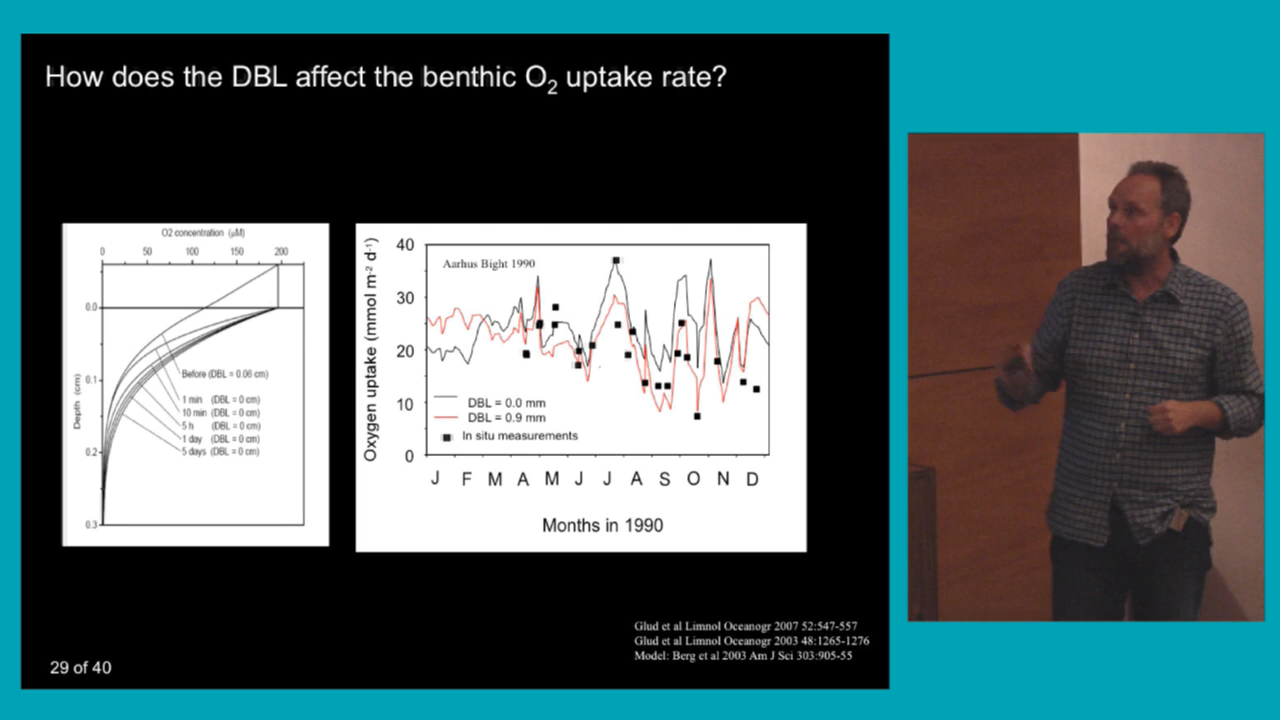 How does the DBL affect the benthic O₂ uptake rate?
O2 concentration (μM)
0 50 100 150 200
0.0
0.1
0.2
0.3
Depth (cm)
Before (DBL = 0.06 cm)
1 min (DBL = 0 cm)
10 min (DBL = 0 cm)
5 h (DBL = 0 cm)
1 day (DBL = 0 cm)
5 days (DBL = 0 cm)
Oxygen uptake (mmol m⁻² d⁻¹)
40
30
20
10
0
Aarhus Bight 1990
DBL = 0.0 mm
DBL = 0.9 mm
In situ measurements
J F M A M J J A S O N D
Months in 1990
Glud et al Limnol Oceanogr 2007 52:547-557
Glud et al Limnol Oceanogr 2003 48:1265-1276
Model: Berg et al 2003 Am J Sci 303:905-55
29 of 40